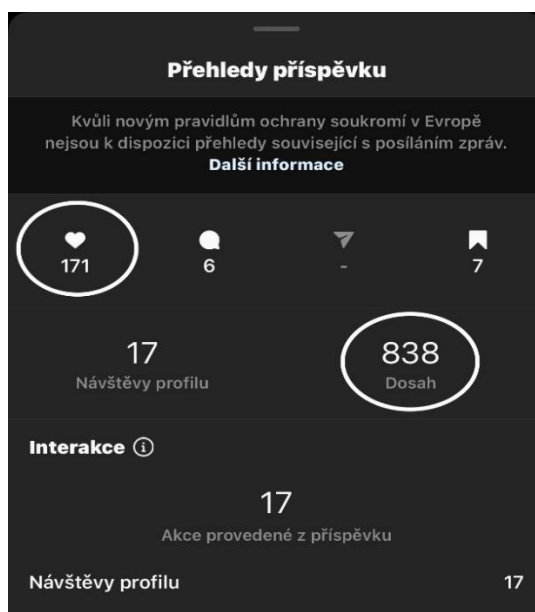 Přehledy příspěvku
Kvůli novým pravidlům ochrany soukromí v Evropě
nejsou k dispozici přehledy související s posíláním zpráv.
Další informace
171 6 - 7
17 838
Návštěvy profilu Dosah
Interakce
17
Akce provedené z příspěvku
Návštěvy profilu 17